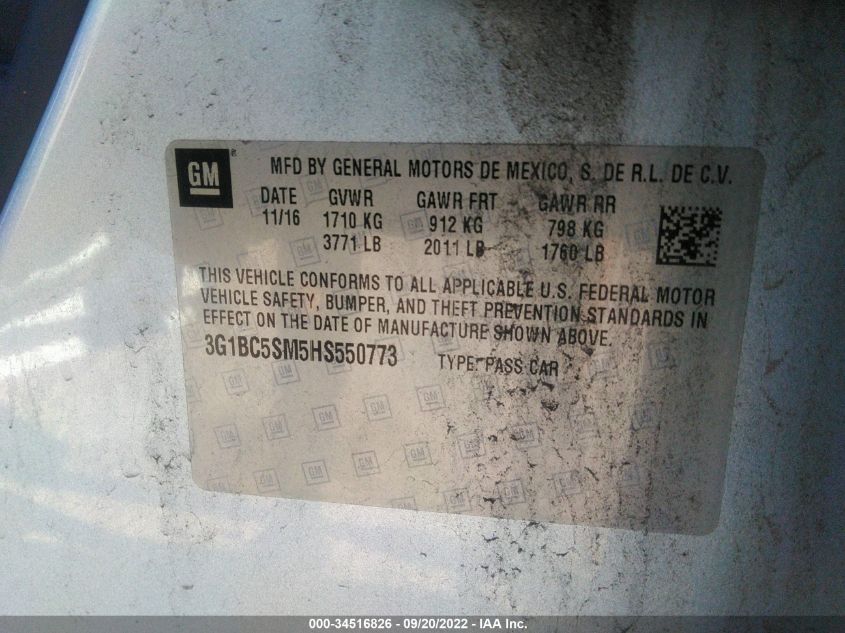 GM ® MFD BY GENERAL MOTORS DE MEXICO, S. DE R.L. DE C.V.
DATE GVWR GAWR FRT GAWR RR
11/16 1710 KG 912 KG 798 KG
3771 LB 2011 LB 1760 LB
THIS VEHICLE CONFORMS TO ALL APPLICABLE U.S. FEDERAL MOTOR
VEHICLE SAFETY, BUMPER, AND THEFT PREVENTION STANDARDS IN
EFFECT ON THE DATE OF MANUFACTURE SHOWN ABOVE.
3G1BC5SM5HS550773 TYPE: PASS CAR
000-34516826 - 09/20/2022 - IAA Inc.